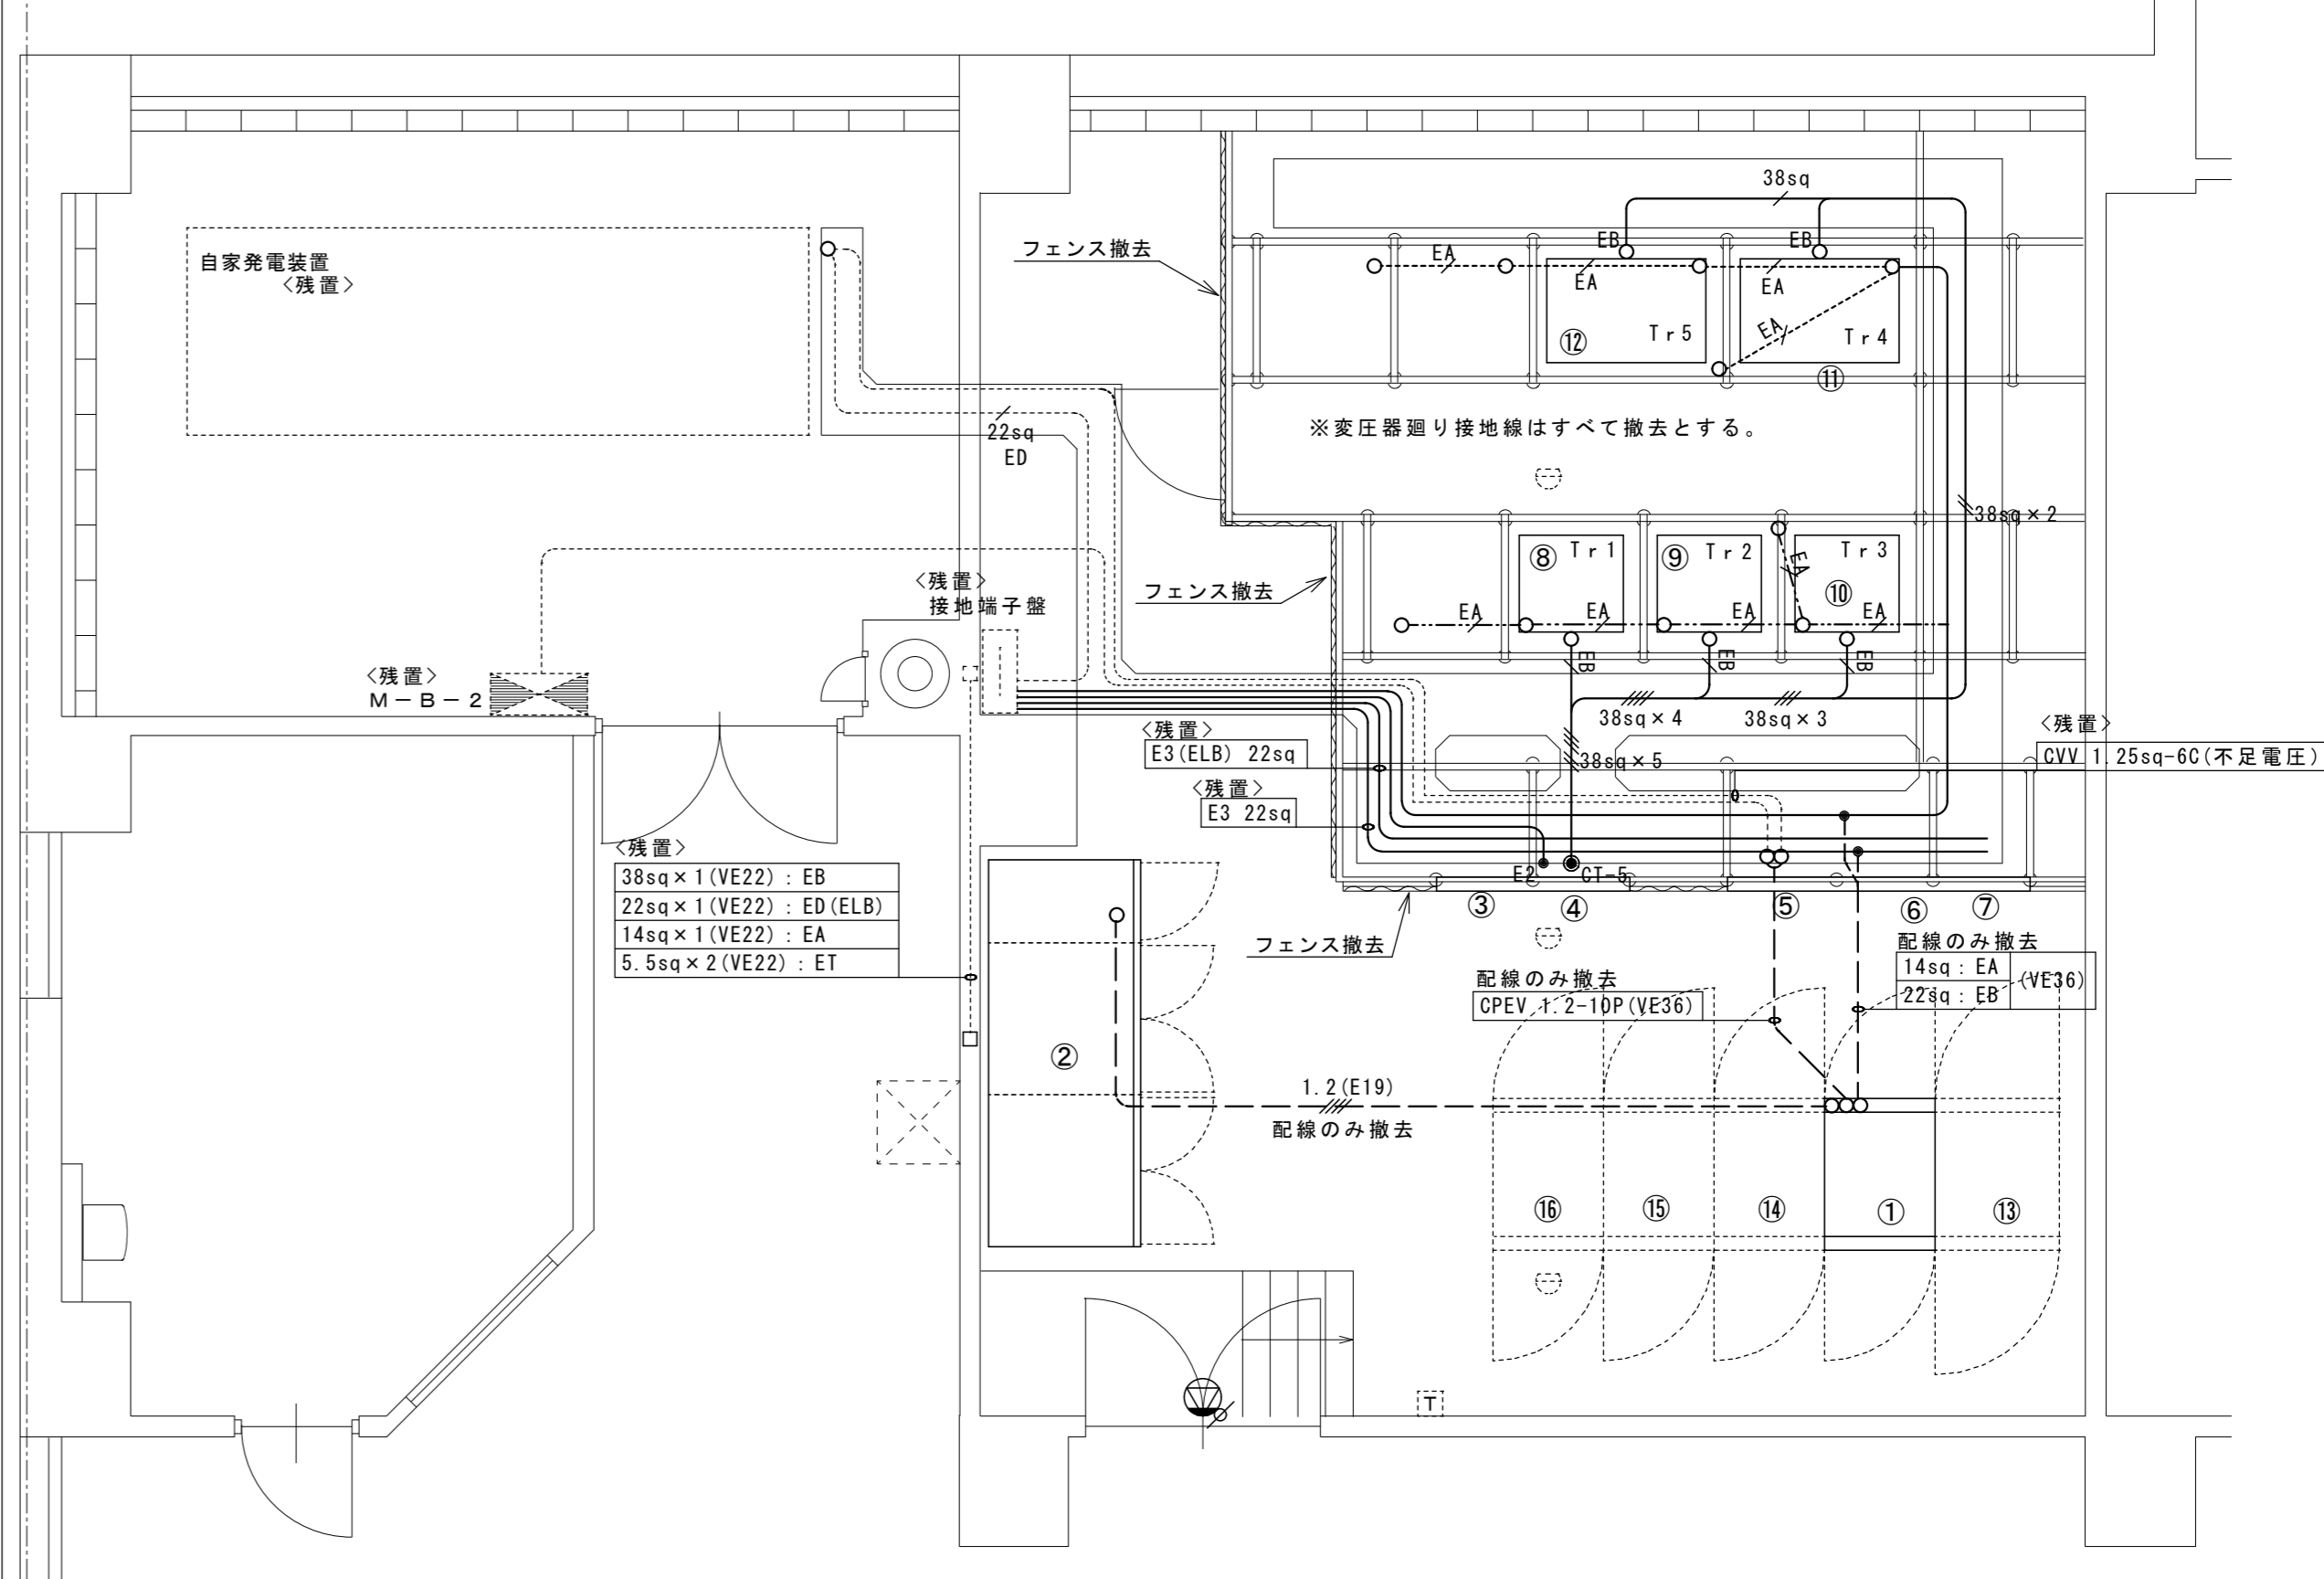 38sq
フェンス撤去
EA
EB
EB
自家発電装置
〈残置〉
EA
EA
EA
Tr5
Tr4
⑫
⑪
22sq
ED
※変圧器廻り接地線はすべて撤去とする。
38sq×2
⑧ Tr1
⑨ Tr2
Tr3
EA
⑩
フェンス撤去
〈残置〉
接地端子盤
EA
EA
EA
EA
EB
EB
EB
〈残置〉
M－B－2
38sq×4
38sq×3
〈残置〉
CVV 1.25sq-6C(不足電圧)
〈残置〉
E3(ELB) 22sq
38sq×5
〈残置〉
E3 22sq
〈残置〉
38sq×1(VE22) : EB
22sq×1(VE22) : ED(ELB)
14sq×1(VE22) : EA
5.5sq×2(VE22) : ET
E2
CT-5
③
④
⑤
⑥
⑦
フェンス撤去
配線のみ撤去
14sq : EA
22sq : EB
(VE36)
配線のみ撤去
CPEV 1.2-10P(VE36)
②
1.2(E19)
配線のみ撤去
⑯
⑮
⑭
①
⑬
T